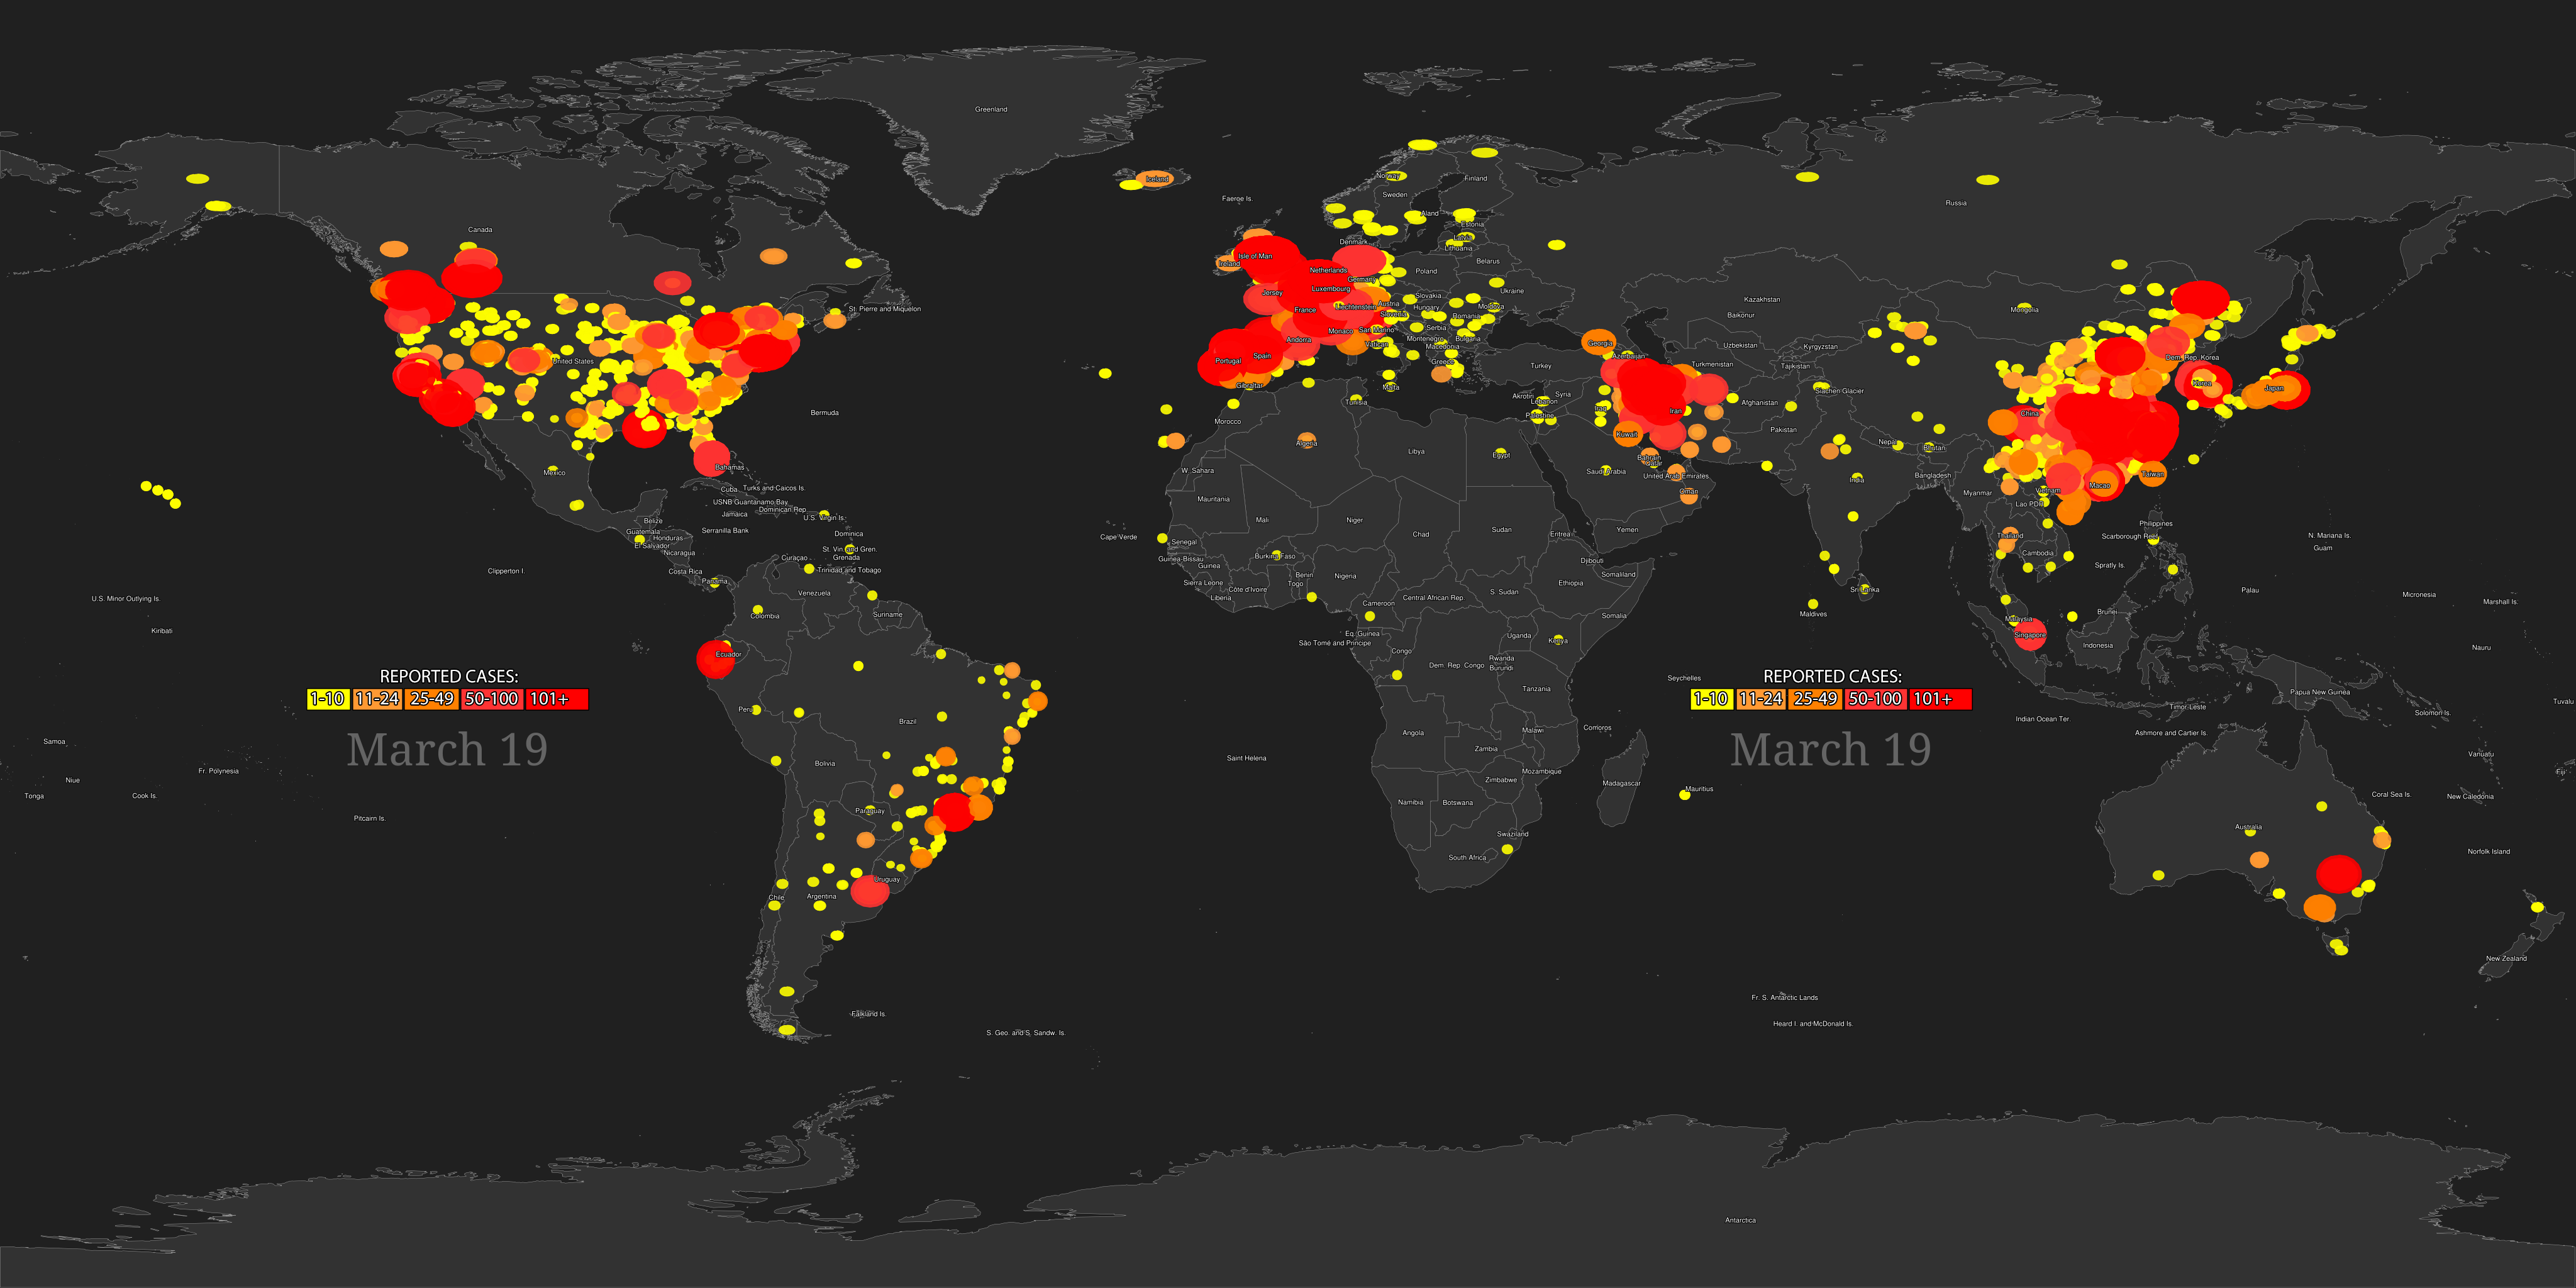 Greenland
Iceland
Faeroe Is.
Norway
Sweden
Finland
Aland
Estonia
Latvia
Lithuania
Denmark
Russia
Canada
Isle of Man
Ireland
Netherlands
Germany
Poland
Belarus
Luxembourg
Jersey
Liechtenstein
Austria
Slovakia
Hungary
Ukraine
Moldova
St. Pierre and Miquelon
France
Slovenia
Romania
Monaco
San Marino
Serbia
Andorra
Vatican
Montenegro
Bulgaria
Macedonia
Portugal
Spain
Greece
Gibraltar
Malta
Kazakhstan
Baikonur
Mongolia
Georgia
Azerbaijan
Uzbekistan
Kyrgyzstan
Turkmenistan
Tajikistan
Turkey
Dem. Rep. Korea
Korea
Japan
Siachen Glacier
United States
Akrotiri
Syria
Lebanon
Palestine
Iraq
Iran
Afghanistan
China
Bermuda
Tunisia
Morocco
Algeria
Libya
Egypt
Kuwait
Pakistan
Nepal
Bhutan
Bahrain
Qatar
Saudi Arabia
United Arab Emirates
Oman
India
Bangladesh
Myanmar
Vietnam
Lao PDR
Macao
Taiwan
Mexico
Bahamas
Cuba
Turks and Caicos Is.
USNB Guantanamo Bay
Dominican Rep.
Jamaica
U.S. Virgin Is.
Belize
Guatemala
Honduras
El Salvador
Nicaragua
Serranilla Bank
Dominica
St. Vin. and Gren.
Grenada
Curaçao
Trinidad and Tobago
Costa Rica
Panama
Clipperton I.
W. Sahara
Mauritania
Mali
Niger
Chad
Sudan
Eritrea
Yemen
Cape Verde
Senegal
Guinea-Bissau
Guinea
Burkina Faso
Benin
Togo
Nigeria
Sierra Leone
Côte d'Ivoire
Liberia
Djibouti
Somaliland
Ethiopia
Thailand
Cambodia
Philippines
Scarborough Reef
Spratly Is.
N. Mariana Is.
Guam
Palau
Micronesia
Marshall Is.
U.S. Minor Outlying Is.
Kiribati
Venezuela
Colombia
Suriname
Ecuador
Cameroon
Central African Rep.
S. Sudan
Somalia
Eq. Guinea
São Tomé and Principe
Uganda
Kenya
Congo
Dem. Rep. Congo
Rwanda
Burundi
Tanzania
Maldives
Sri Lanka
Malaysia
Singapore
Brunei
Indonesia
Nauru
Seychelles
REPORTED CASES:
1-10 11-24 25-49 50-100 101+
March 19
REPORTED CASES:
1-10 11-24 25-49 50-100 101+
March 19
Peru
Brazil
Bolivia
Angola
Zambia
Malawi
Comoros
Mozambique
Zimbabwe
Madagascar
Namibia
Botswana
Mauritius
Swaziland
South Africa
Saint Helena
Indian Ocean Ter.
Timor-Leste
Papua New Guinea
Solomon Is.
Tuvalu
Ashmore and Cartier Is.
Vanuatu
Fiji
Coral Sea Is.
New Caledonia
Australia
Norfolk Island
New Zealand
Samoa
Niue
Tonga
Cook Is.
Fr. Polynesia
Pitcairn Is.
Paraguay
Uruguay
Chile
Argentina
Falkland Is.
S. Geo. and S. Sandw. Is.
Fr. S. Antarctic Lands
Heard I. and McDonald Is.
Antarctica